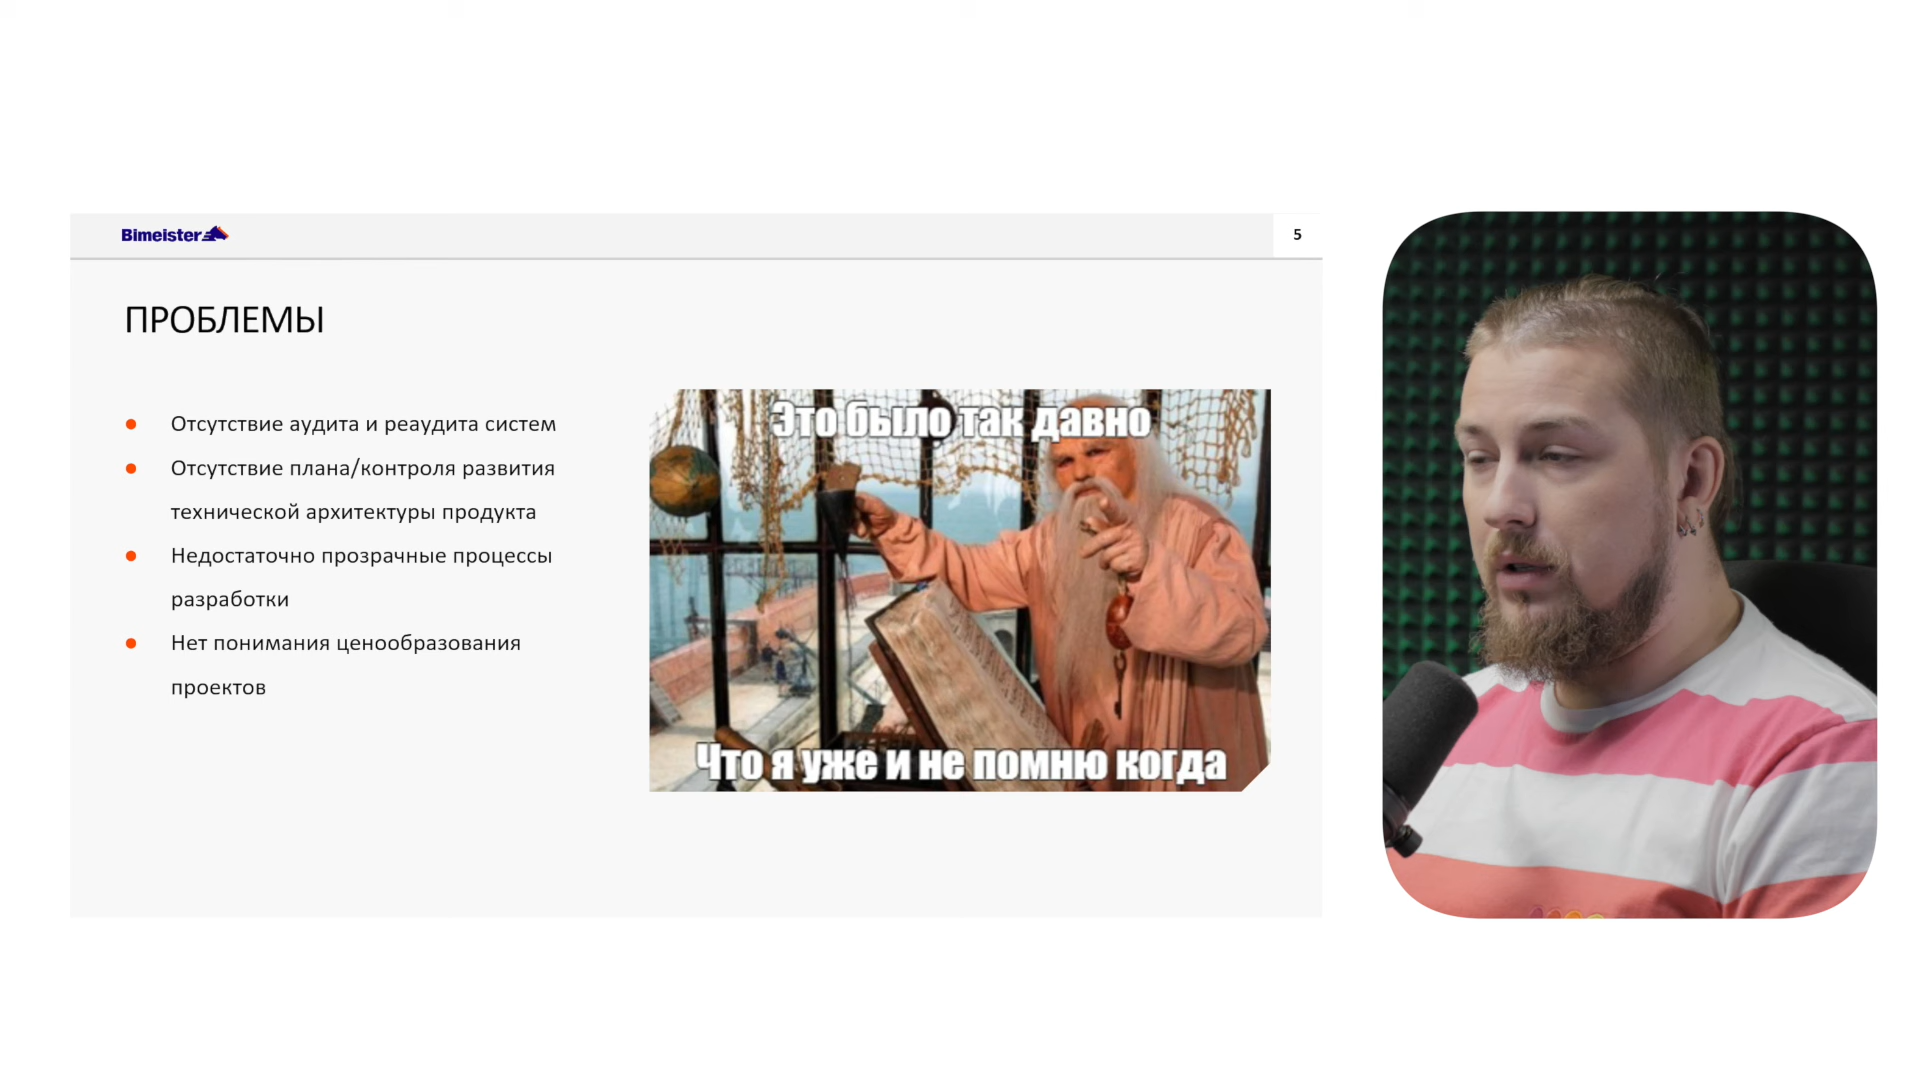 Bimeister
5
ПРОБЛЕМЫ
Отсутствие аудита и реаудита систем
Отсутствие плана/контроля развития
технической архитектуры продукта
Недостаточно прозрачные процессы
разработки
Нет понимания ценообразования
проектов
Это было так давно
Что я уже и не помню когда